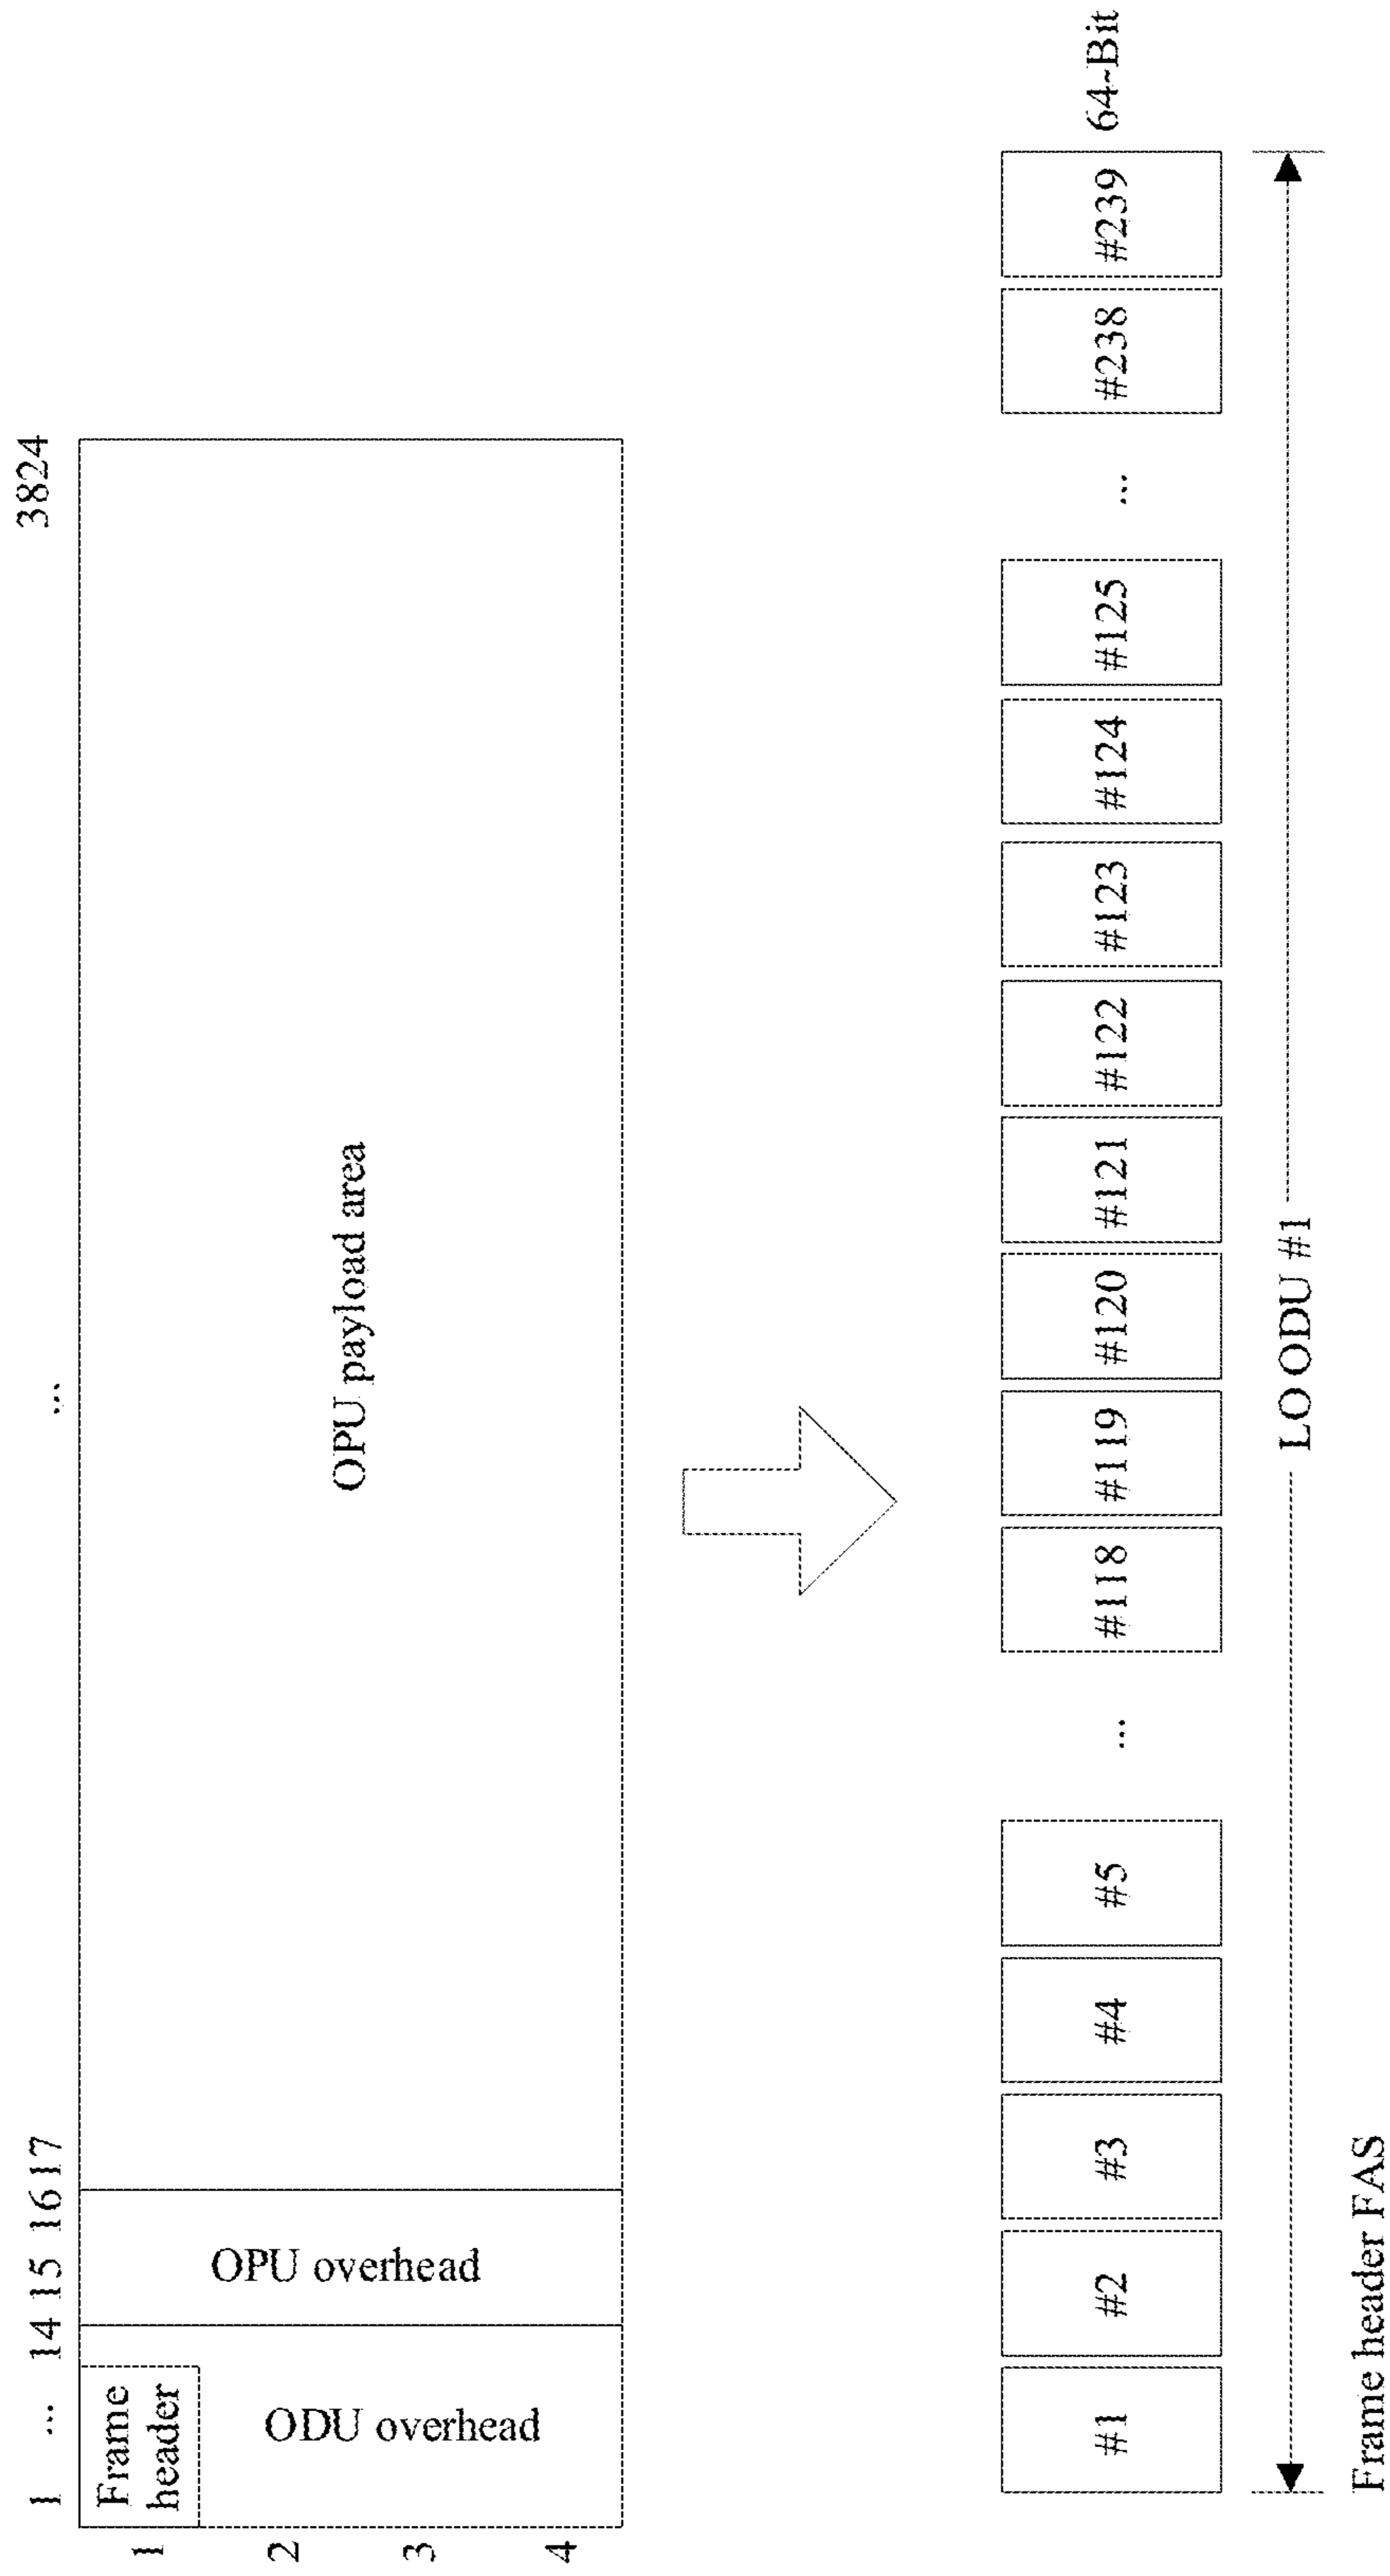 1 ... 14 15 16 17 ... 3824
1
Frame
header
2
3
4
ODU overhead
OPU overhead
OPU payload area
#1 #2 #3 #4 #5 ... #118 #119 #120 #121 #122 #123 #124 #125 ... #238 #239 64-Bit
LO ODU #1
Frame header FAS